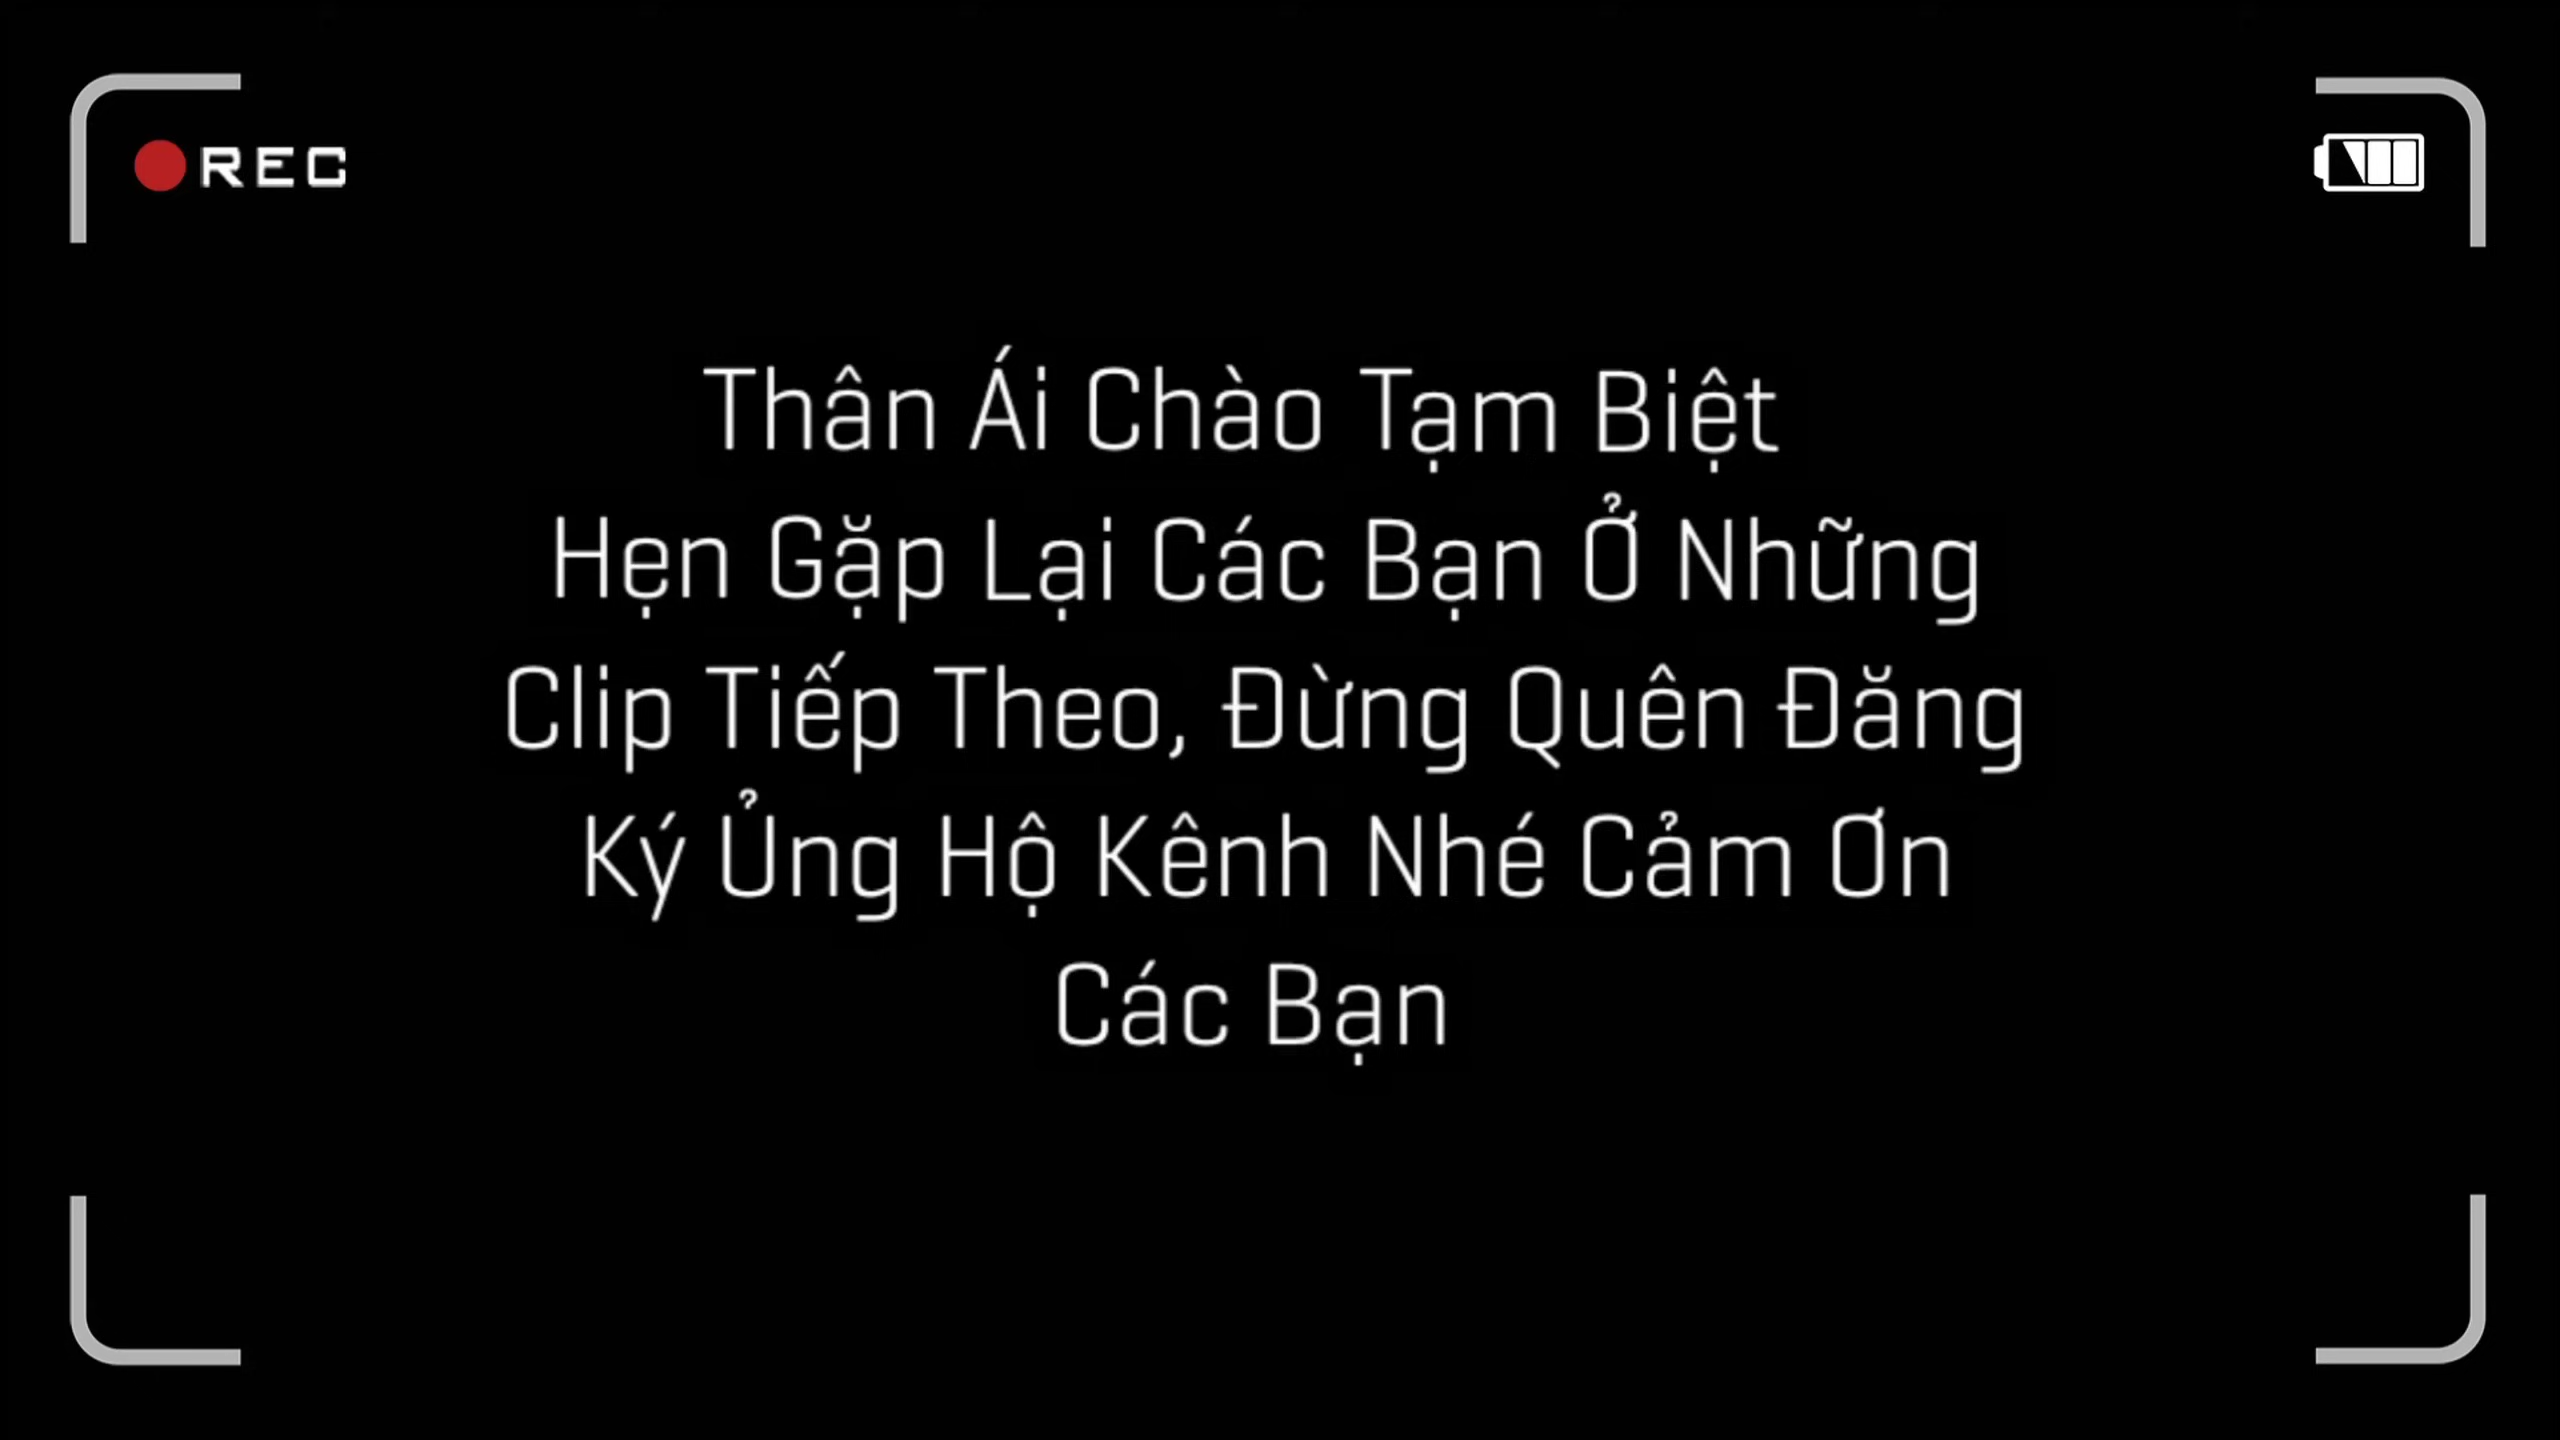 REC
Thân Ái Chào Tạm Biệt
Hẹn Gặp Lại Các Bạn Ở Những
Clip Tiếp Theo, Đừng Quên Đăng
Ký Ủng Hộ Kênh Nhé Cảm Ơn
Các Bạn